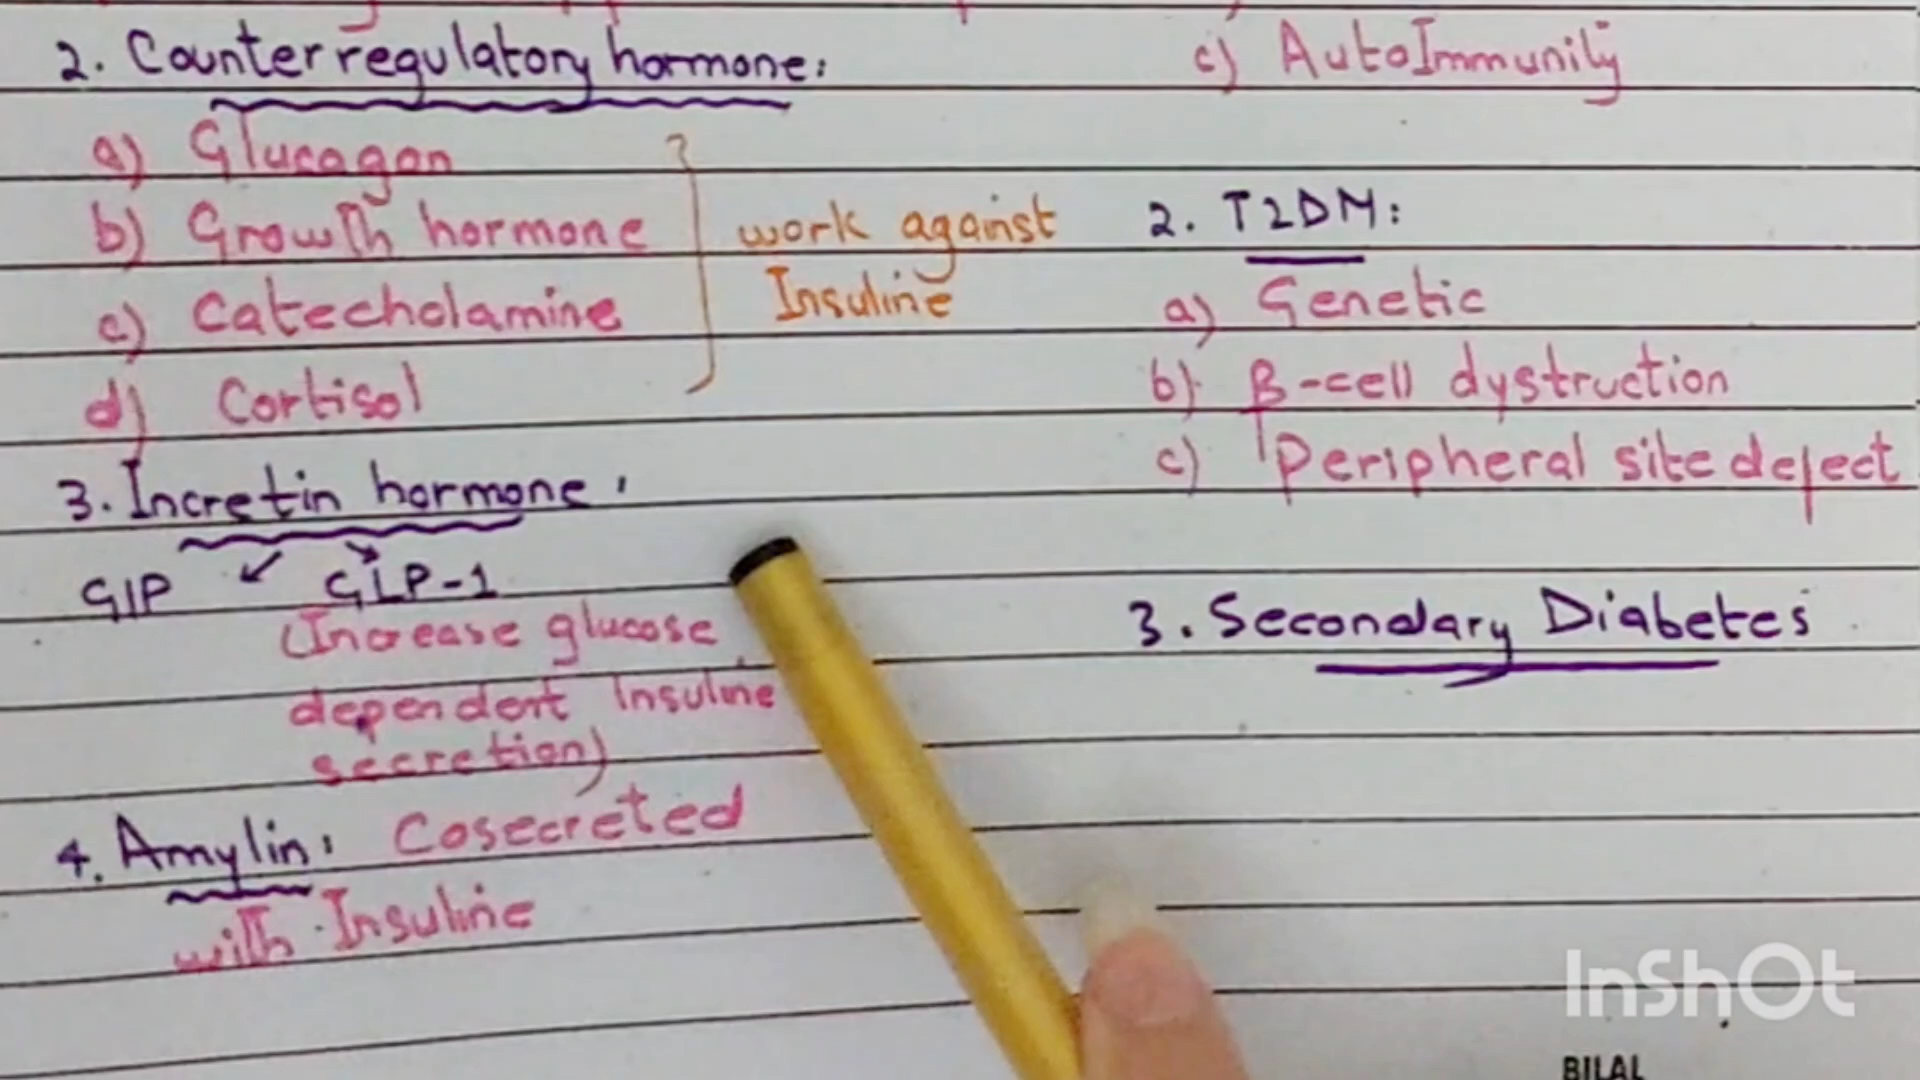 2. Counter regulatory hormone:
a) Glucagon
b) Growth hormone
c) Catecholamine
d) Cortisol
work against
Insuline
3. Incretin hormone:
GIP GLP-1
(Increase glucose
dependent Insuline
secretion)
4. Amylin: Cosecreted
with Insuline
c) AutoImmunity
2. T2DM:
a) Genetic
b) β-cell dystruction
c) Peripheral site defect
3. Secondary Diabetes
InShOt
BILAL